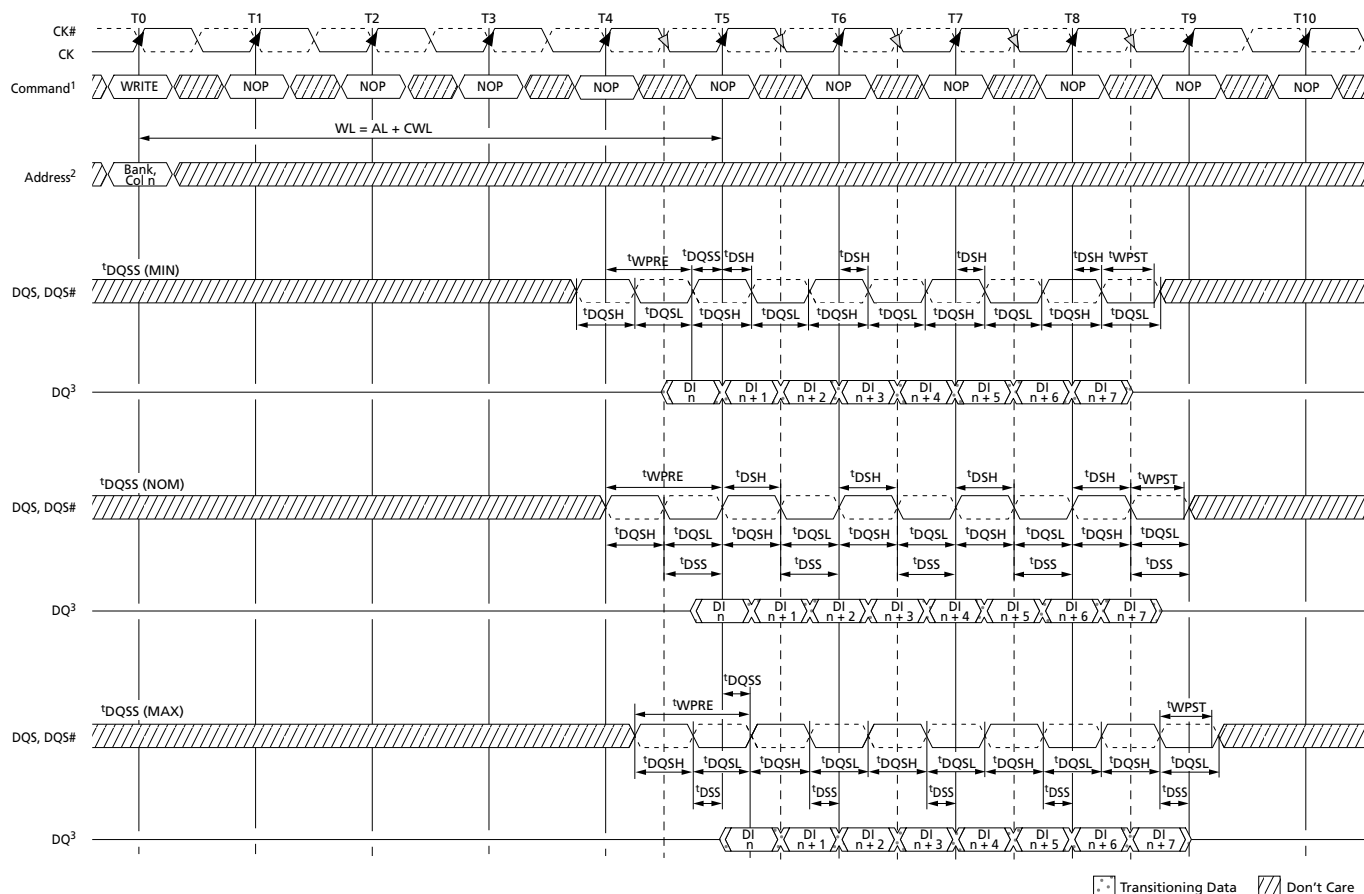 T0 T1 T2 T3 T4 T5 T6 T7 T8 T9 T10
CK#
CK
Command¹ WRITE NOP NOP NOP NOP NOP NOP NOP NOP NOP NOP
WL = AL + CWL
Address² Bank, Col n
tDQSS (MIN)
tWPRE tDQSS tDSH tDSH tDSH tDSH tWPST
DQS, DQS#
tDQSH tDQSL tDQSH tDQSL tDQSH tDQSL tDQSH tDQSL tDQSH tDQSL
DQ³ DI n DI n + 1 DI n + 2 DI n + 3 DI n + 4 DI n + 5 DI n + 6 DI n + 7
tDQSS (NOM)
tWPRE tDSH tDSH tDSH tDSH tWPST
DQS, DQS#
tDQSH tDQSL tDQSH tDQSL tDQSH tDQSL tDQSH tDQSL tDQSH tDQSL
tDSS tDSS tDSS tDSS tDSS
DQ³ DI n DI n + 1 DI n + 2 DI n + 3 DI n + 4 DI n + 5 DI n + 6 DI n + 7
tDQSS
tDQSS (MAX)
tWPRE tWPST
DQS, DQS#
tDQSH tDQSL tDQSH tDQSL tDQSH tDQSL tDQSH tDQSL tDQSH tDQSL
tDSS tDSS tDSS tDSS tDSS
DQ³ DI n DI n + 1 DI n + 2 DI n + 3 DI n + 4 DI n + 5 DI n + 6 DI n + 7
Transitioning Data Don't Care